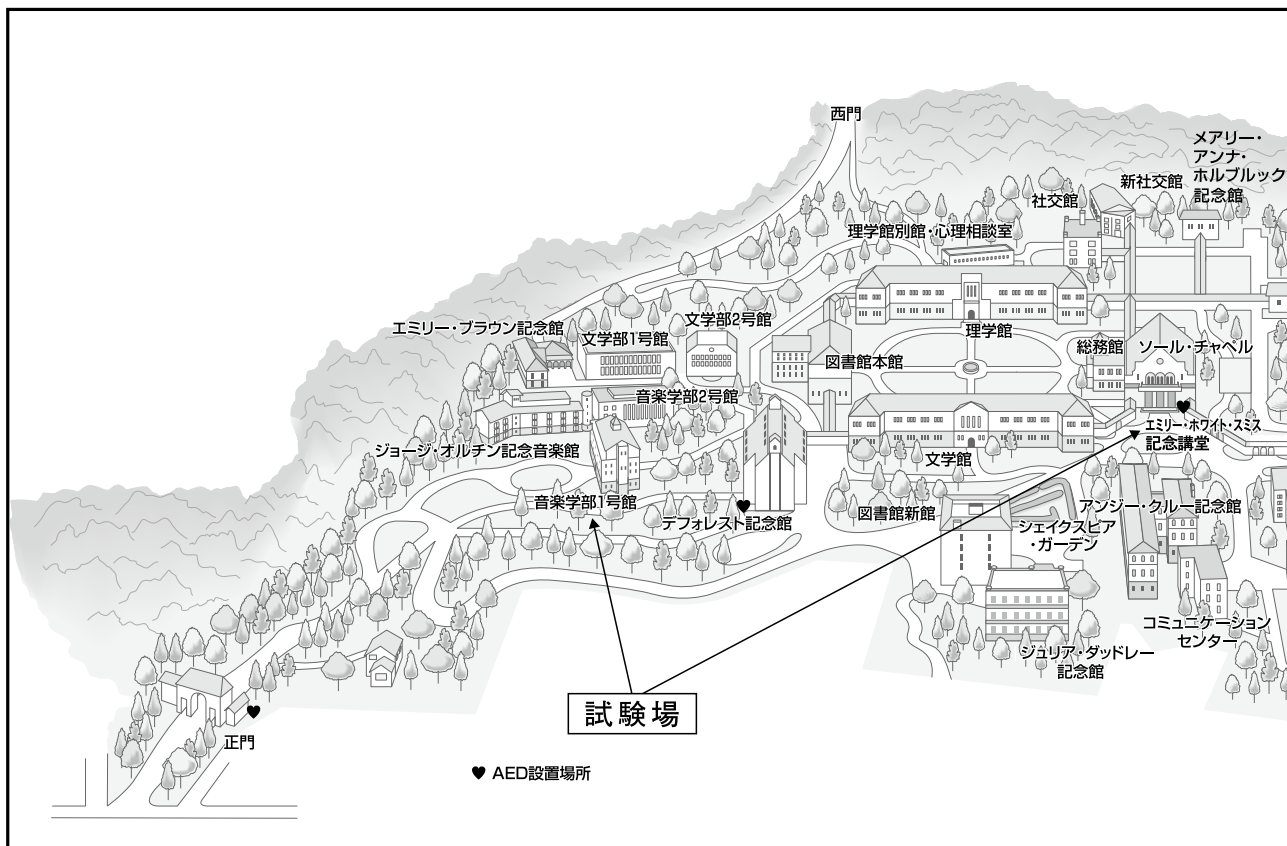 西門
メアリー・
アンナ・
ホルブルック
記念館
新社交館
社交館
理学館別館・心理相談室
エミリー・ブラウン記念館
文学部1号館
文学部2号館
理学館
総務館
ソール・チャペル
図書館本館
音楽学部2号館
ジョージ・オルチン記念音楽館
エミリー・ホワイト・スミス
記念講堂
文学館
音楽学部1号館
デフォレスト記念館
図書館新館
アンジー・クルー記念館
シェイクスピア
・ガーデン
コミュニケーション
センター
ジュリア・ダッドレー
記念館
試験場
正門
AED設置場所